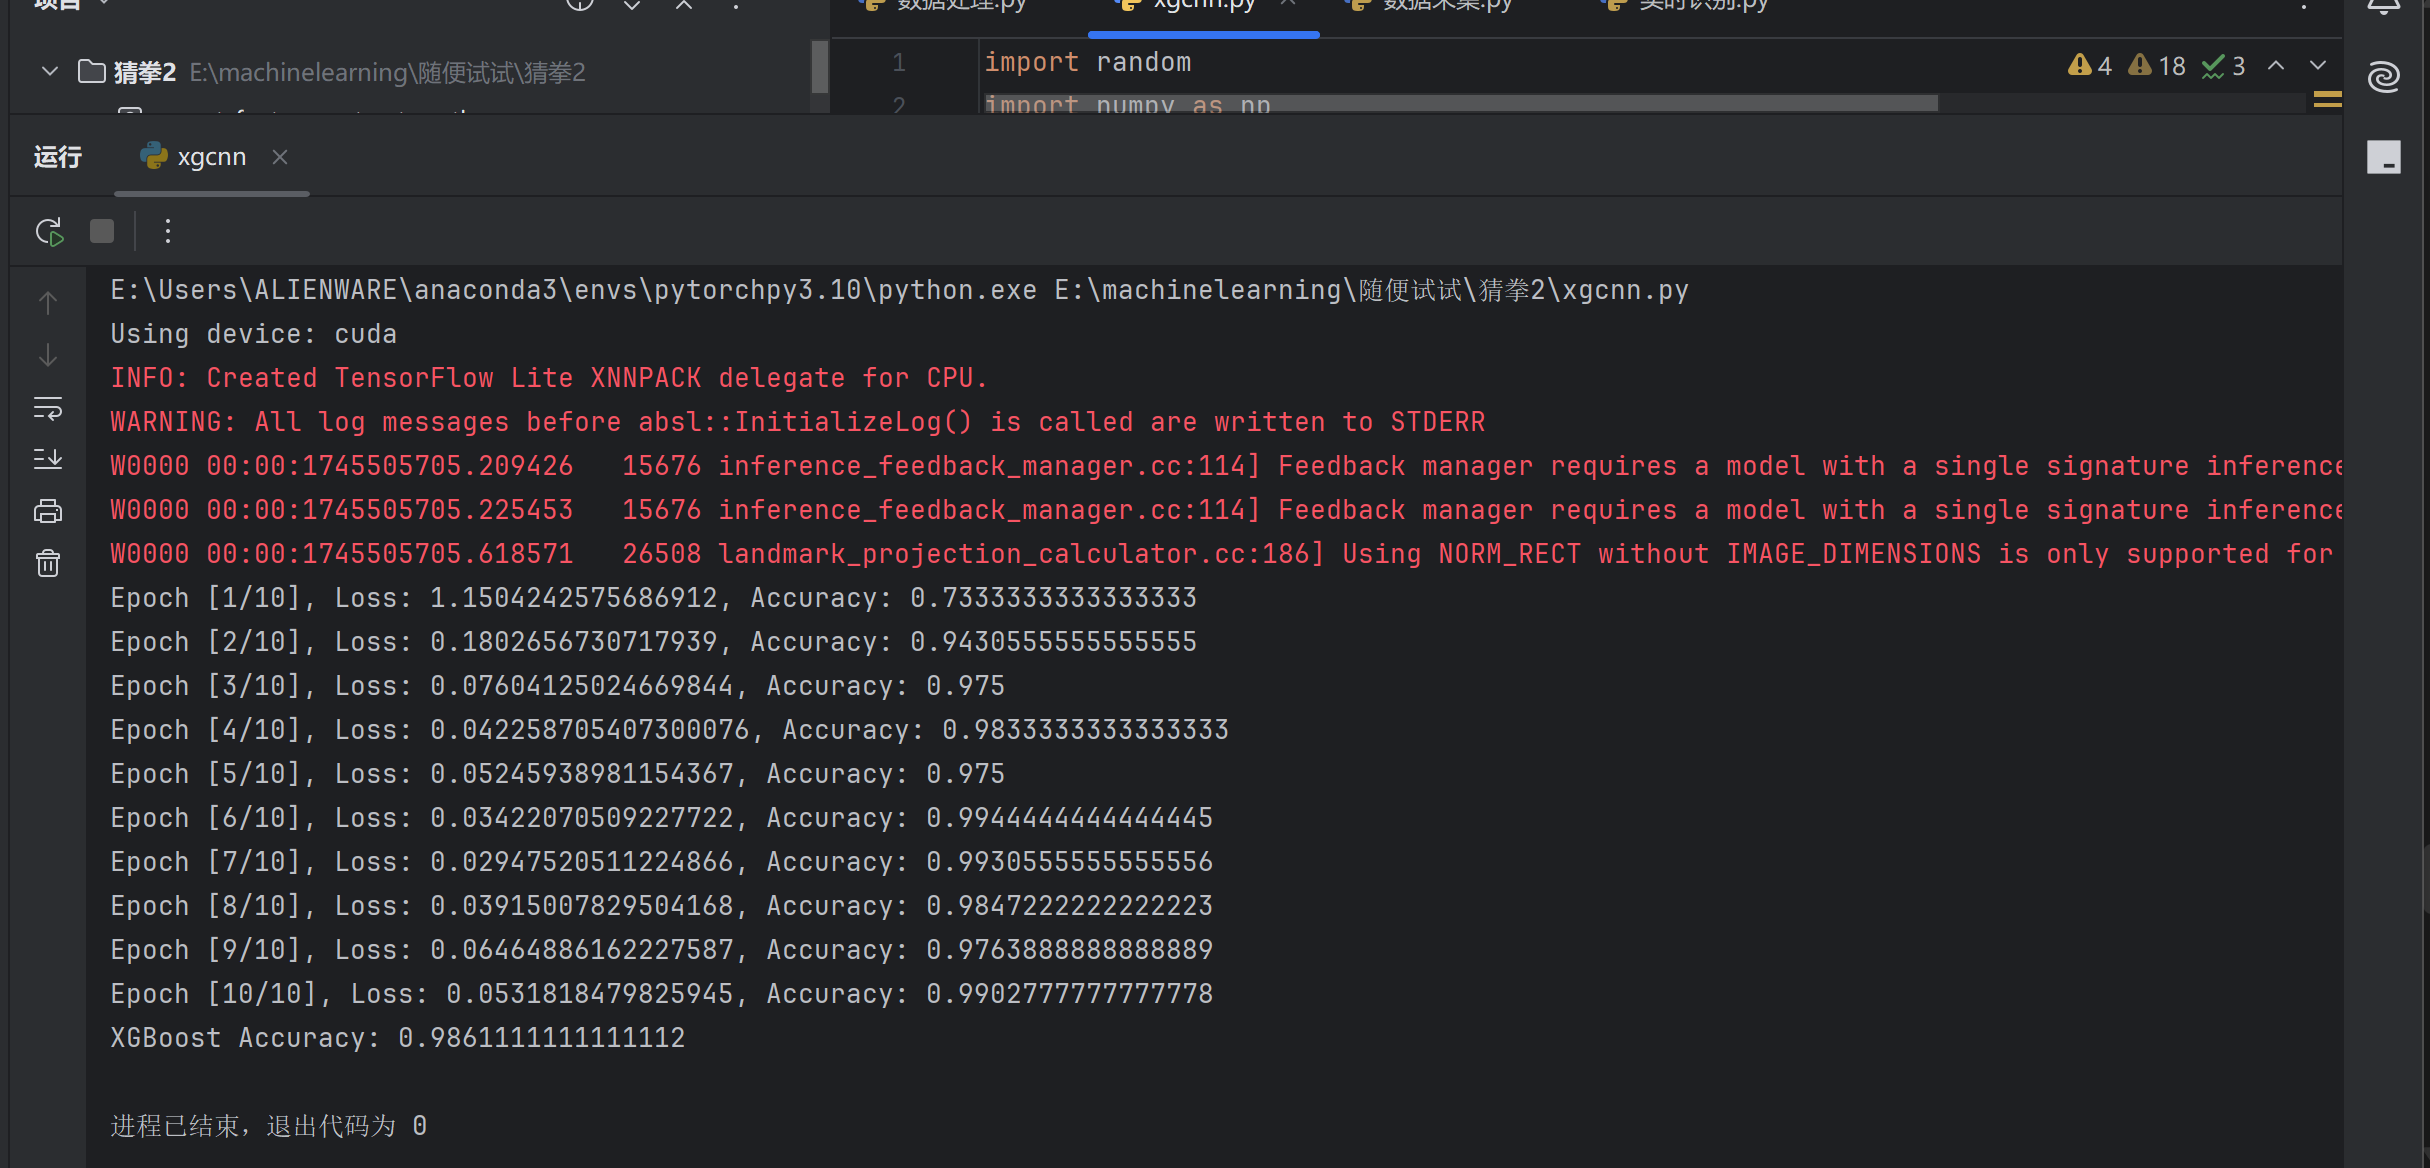 项目
数据处理.py xgcnn.py 数据采集.py 实时识别.py
猜拳2 E:\machinelearning\随便试试\猜拳2
1 import random
4 18 3
2 import numpy as np
运行 xgcnn
E:\Users\ALIENWARE\anaconda3\envs\pytorchpy3.10\python.exe E:\machinelearning\随便试试\猜拳2\xgcnn.py
Using device: cuda
INFO: Created TensorFlow Lite XNNPACK delegate for CPU.
WARNING: All log messages before absl::InitializeLog() is called are written to STDERR
W0000 00:00:1745505705.209426   15676 inference_feedback_manager.cc:114] Feedback manager requires a model with a single signature inference
W0000 00:00:1745505705.225453   15676 inference_feedback_manager.cc:114] Feedback manager requires a model with a single signature inference
W0000 00:00:1745505705.618571   26508 landmark_projection_calculator.cc:186] Using NORM_RECT without IMAGE_DIMENSIONS is only supported for
Epoch [1/10], Loss: 1.1504242575686912, Accuracy: 0.7333333333333333
Epoch [2/10], Loss: 0.1802656730717939, Accuracy: 0.9430555555555555
Epoch [3/10], Loss: 0.07604125024669844, Accuracy: 0.975
Epoch [4/10], Loss: 0.042258705407300076, Accuracy: 0.9833333333333333
Epoch [5/10], Loss: 0.05245938981154367, Accuracy: 0.975
Epoch [6/10], Loss: 0.03422070509227722, Accuracy: 0.9944444444444445
Epoch [7/10], Loss: 0.02947520511224866, Accuracy: 0.9930555555555556
Epoch [8/10], Loss: 0.03915007829504168, Accuracy: 0.9847222222222223
Epoch [9/10], Loss: 0.06464886162227587, Accuracy: 0.9763888888888889
Epoch [10/10], Loss: 0.0531818479825945, Accuracy: 0.9902777777777778
XGBoost Accuracy: 0.9861111111111112
进程已结束，退出代码为 0